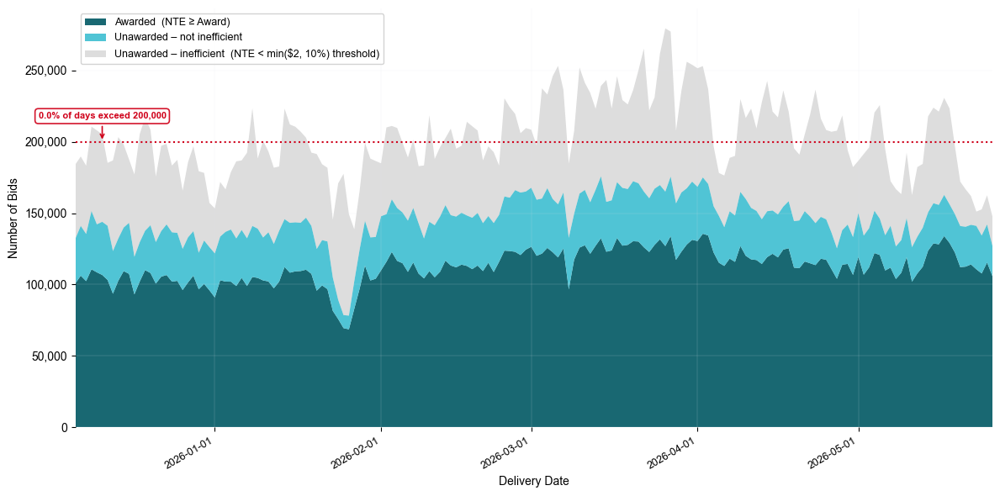 Awarded  (NTE ≥ Award)
Unawarded – not inefficient
Unawarded – inefficient  (NTE < min($2, 10%) threshold)
250,000
0.0% of days exceed 200,000
200,000
150,000
100,000
50,000
0
Number of Bids
2026-01-01
2026-02-01
2026-03-01
2026-04-01
2026-05-01
Delivery Date